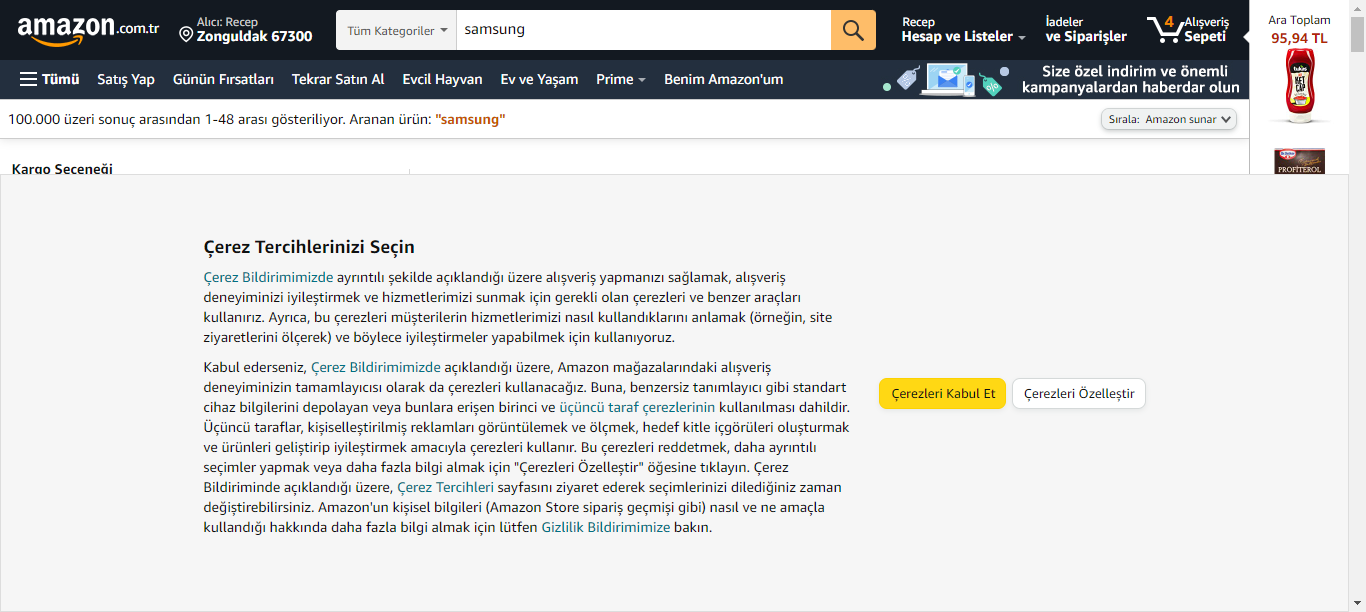 amazon.com.tr
Alıcı: Recep
Zonguldak 67300
Tüm Kategoriler
samsung
Recep
Hesap ve Listeler
İadeler
ve Siparişler
4
Alışveriş
Sepeti
Ara Toplam
95,94 TL
Tümü
Satış Yap
Günün Fırsatları
Tekrar Satın Al
Evcil Hayvan
Ev ve Yaşam
Prime
Benim Amazon'um
Size özel indirim ve önemli
kampanyalardan haberdar olun
100.000 üzeri sonuç arasından 1-48 arası gösteriliyor. Aranan ürün: "samsung"
Sırala: Amazon sunar
Kargo Seçeneği
PROFITEROL
Çerez Tercihlerinizi Seçin
Çerez Bildirimimizde ayrıntılı şekilde açıklandığı üzere alışveriş yapmanızı sağlamak, alışveriş
deneyiminizi iyileştirmek ve hizmetlerimizi sunmak için gerekli olan çerezleri ve benzer araçları
kullanırız. Ayrıca, bu çerezleri müşterilerin hizmetlerimizi nasıl kullandıklarını anlamak (örneğin, site
ziyaretlerini ölçerek) ve böylece iyileştirmeler yapabilmek için kullanıyoruz.
Kabul ederseniz, Çerez Bildirimimizde açıklandığı üzere, Amazon mağazalarındaki alışveriş
deneyiminizin tamamlayıcısı olarak da çerezleri kullanacağız. Buna, benzersiz tanımlayıcı gibi standart
cihaz bilgilerini depolayan veya bunlara erişen birinci ve üçüncü taraf çerezlerinin kullanılması dahildir.
Üçüncü taraflar, kişiselleştirilmiş reklamları görüntülemek ve ölçmek, hedef kitle içgörüleri oluşturmak
ve ürünleri geliştirip iyileştirmek amacıyla çerezleri kullanır. Bu çerezleri reddetmek, daha ayrıntılı
seçimler yapmak veya daha fazla bilgi almak için "Çerezleri Özelleştir" öğesine tıklayın. Çerez
Bildiriminde açıklandığı üzere, Çerez Tercihleri sayfasını ziyaret ederek seçimlerinizi dilediğiniz zaman
değiştirebilirsiniz. Amazon'un kişisel bilgileri (Amazon Store sipariş geçmişi gibi) nasıl ve ne amaçla
kullandığı hakkında daha fazla bilgi almak için lütfen Gizlilik Bildirimimize bakın.
Çerezleri Kabul Et
Çerezleri Özelleştir